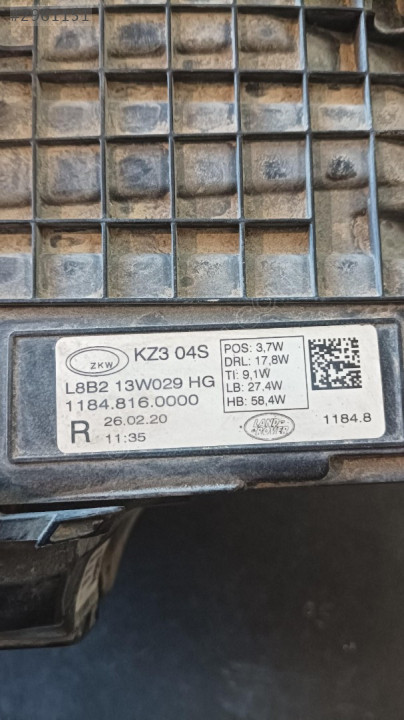 #2981151
ZKW
KZ3 04S
L8B2 13W029 HG
1184.816.0000
R
26.02.20
11:35
POS: 3,7W
DRL: 17,8W
TI: 9,1W
LB: 27.4W
HB: 58,4W
LAND ROVER
1184.8